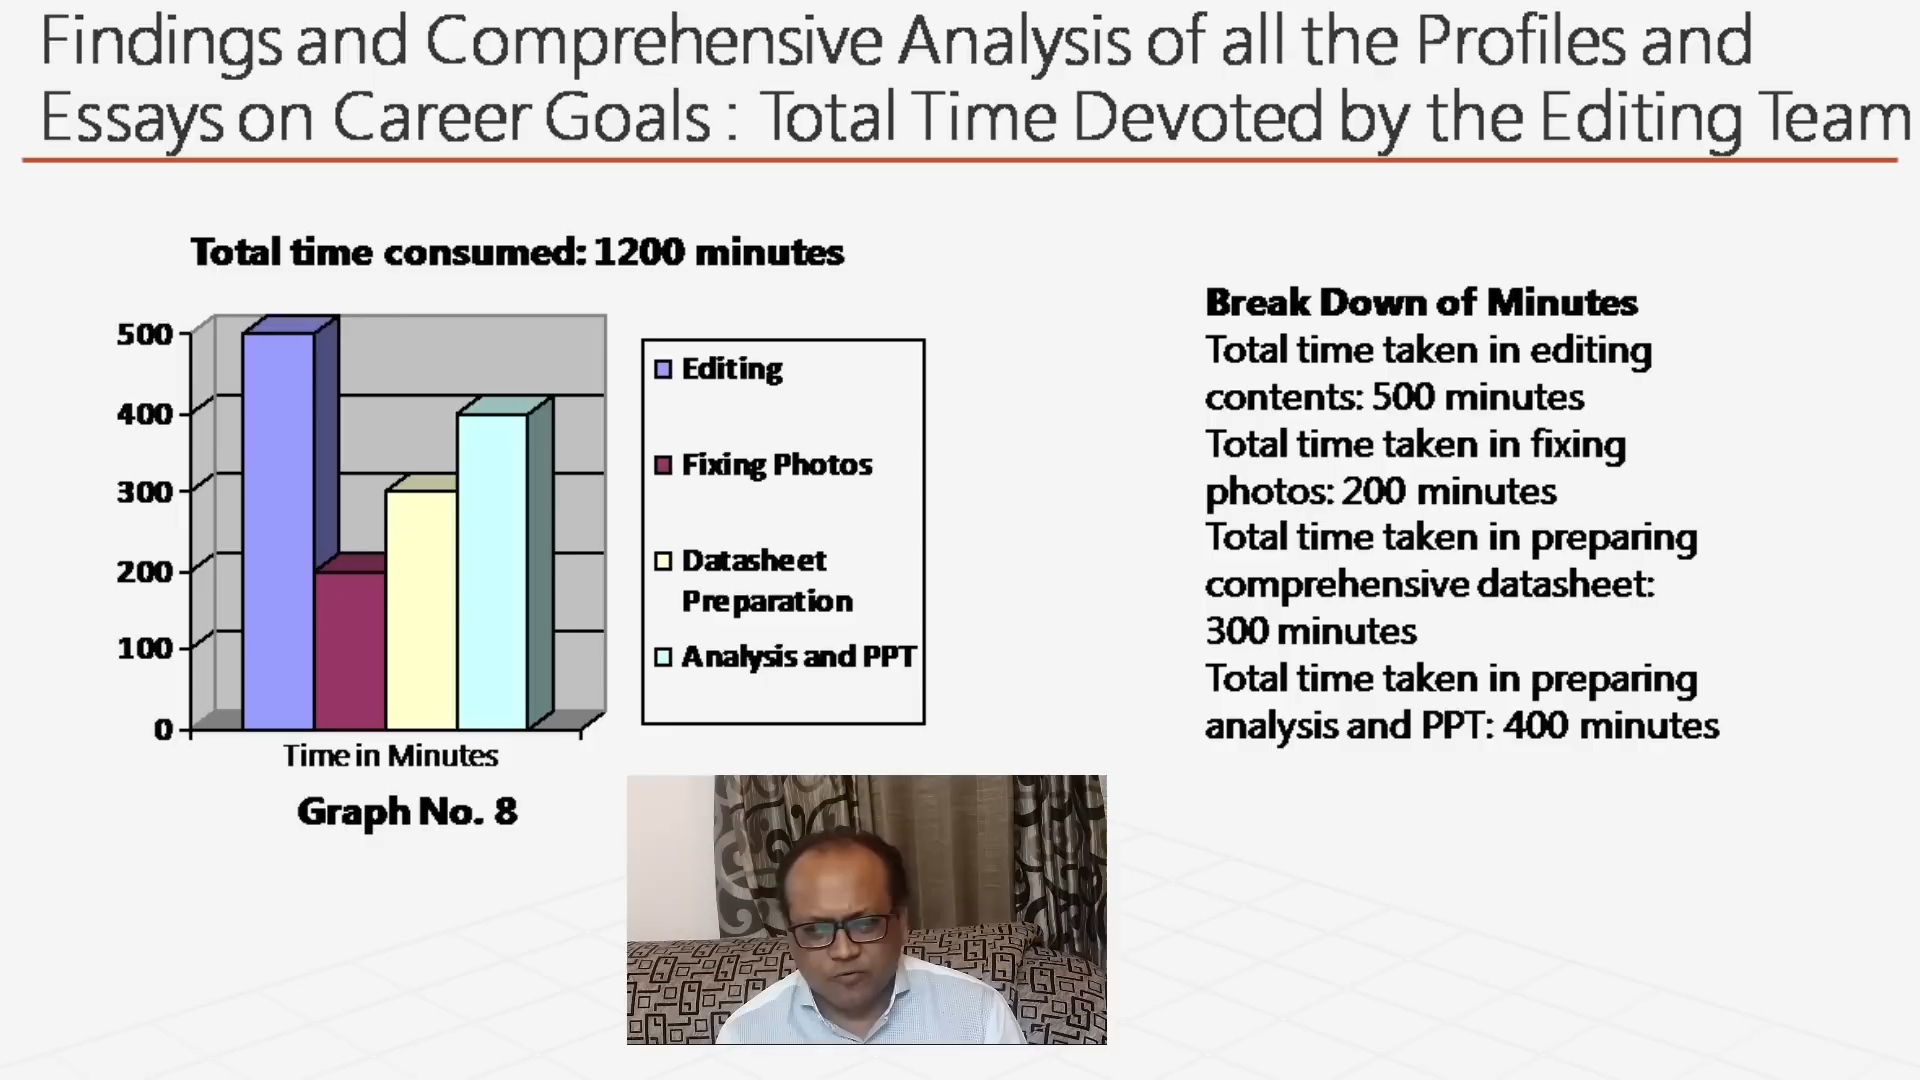 Findings and Comprehensive Analysis of all the Profiles and
Essays on Career Goals : Total Time Devoted by the Editing Team
Total time consumed: 1200 minutes
500
400
300
200
100
0
Time in Minutes
Graph No. 8
Editing
Fixing Photos
Datasheet
Preparation
Analysis and PPT
Break Down of Minutes
Total time taken in editing
contents: 500 minutes
Total time taken in fixing
photos: 200 minutes
Total time taken in preparing
comprehensive datasheet:
300 minutes
Total time taken in preparing
analysis and PPT: 400 minutes